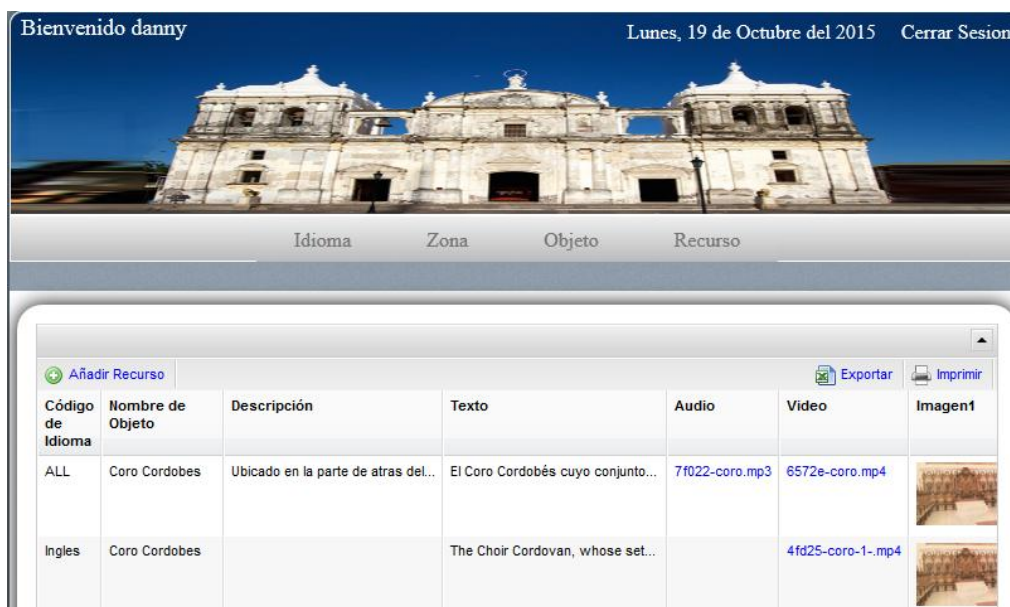 Bienvenido danny
Lunes, 19 de Octubre del 2015 Cerrar Sesion
Idioma Zona Objeto Recurso
Añadir Recurso Exportar Imprimir
Código de Idioma Nombre de Objeto Descripción Texto Audio Video Imagen1
ALL Coro Cordobes Ubicado en la parte de atras del... El Coro Cordobés cuyo conjunto... 7f022-coro.mp3 6572e-coro.mp4
Ingles Coro Cordobes The Choir Cordovan, whose set... 4fd25-coro-1-.mp4